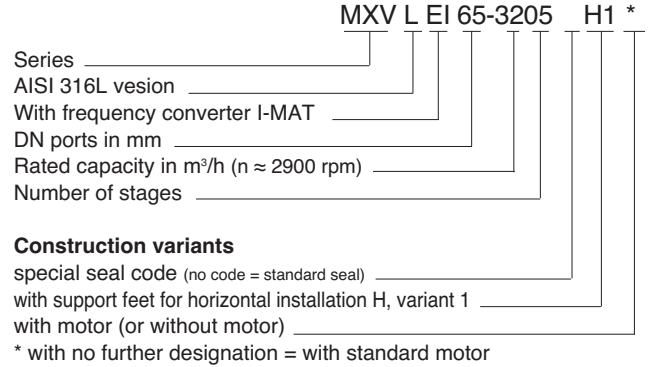 MXV L EI 65-3205 H1 *
Series
AISI 316L vesion
With frequency converter I-MAT
DN ports in mm
Rated capacity in m³/h (n ≈ 2900 rpm)
Number of stages
Construction variants
special seal code (no code = standard seal)
with support feet for horizontal installation H, variant 1
with motor (or without motor)
* with no further designation = with standard motor